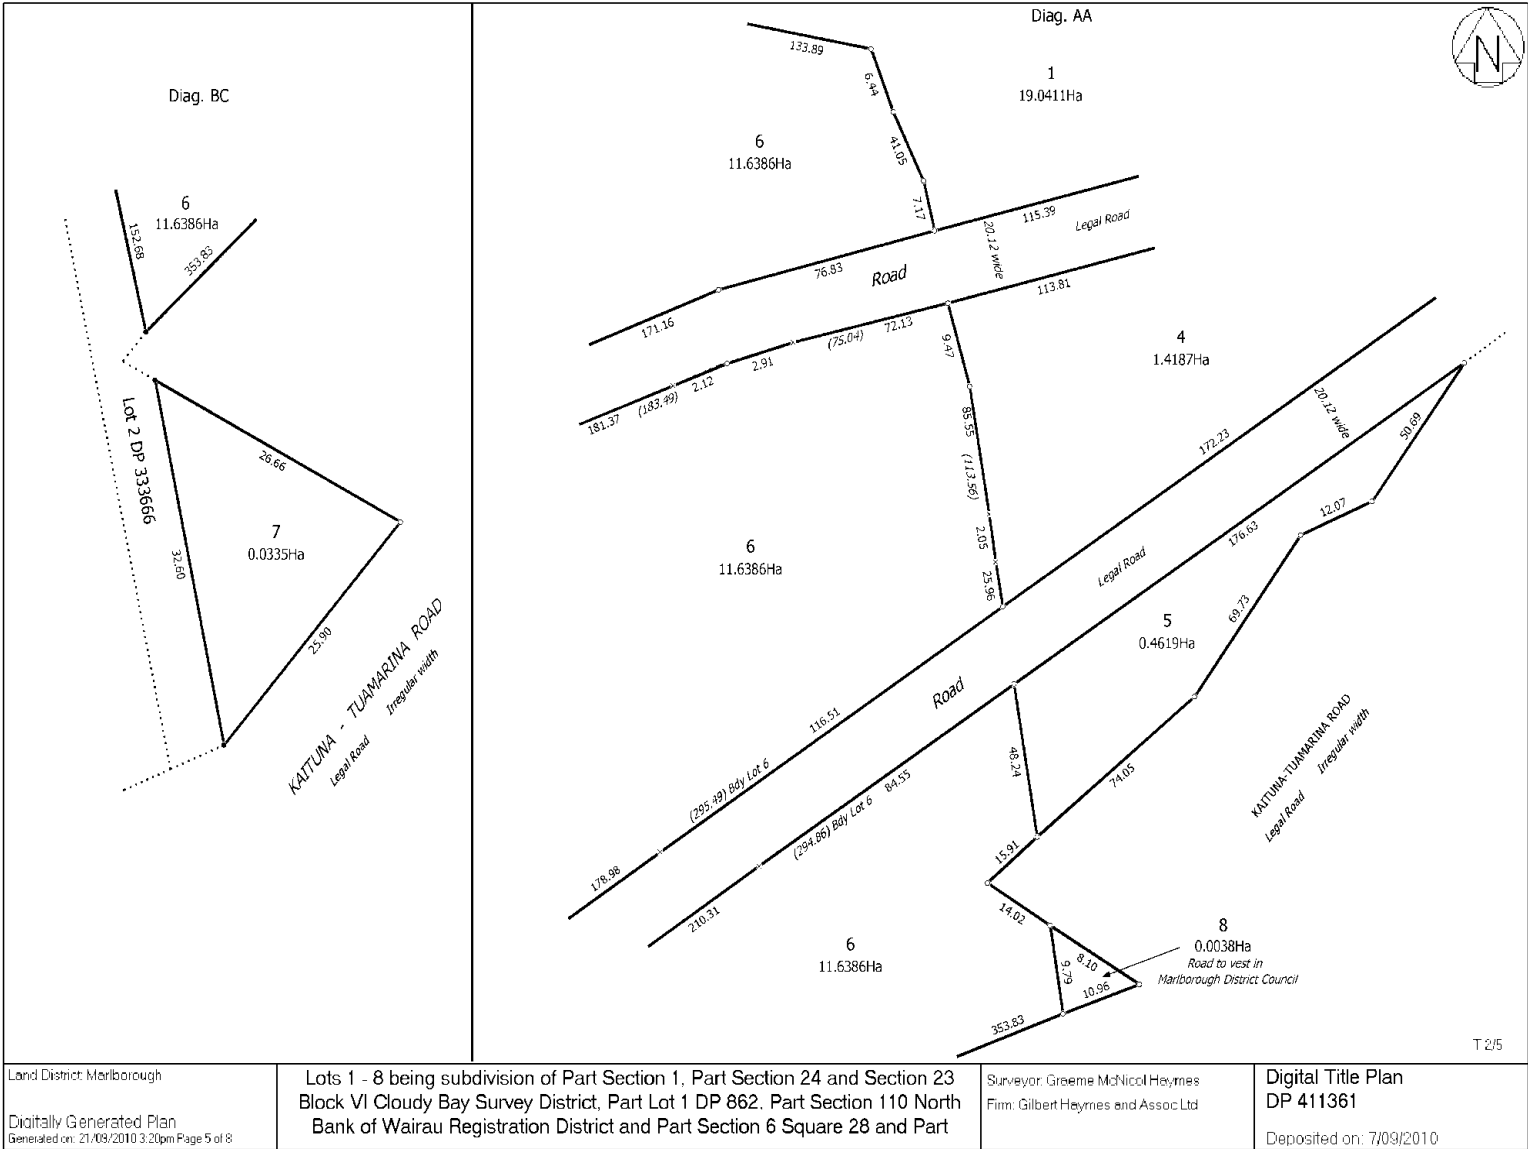 Diag. BC
6
11.6386Ha
152.68
353.83
Lot 2 DP 333666
26.66
7
0.0335Ha
32.60
25.90
KAITUNA - TUAMARINA ROAD
Legal Road Irregular width
Diag. AA
N
133.89
1
19.0411Ha
6.44
41.05
6
11.6386Ha
7.17
115.39
Legal Road
20.12 wide
76.83
Road
113.81
171.16
72.13
(75.04)
2.91
2.12
(183.49)
181.37
9.47
4
1.4187Ha
85.55
(113.56)
2.05
25.96
172.23
20.12 wide
50.69
12.07
176.63
Legal Road
6
11.6386Ha
69.73
5
0.4619Ha
Road
116.51
(295.49) Bdy Lot 6
84.55
(294.86) Bdy Lot 6
48.24
74.05
KAITUNA-TUAMARINA ROAD
Legal Road Irregular width
178.98
210.31
15.91
14.02
6
11.6386Ha
8
0.0038Ha
Road to vest in
Marlborough District Council
8.10
9.79
10.96
353.83
T 2/5
Land District: Marlborough
Digitally Generated Plan
Generated on: 21/09/2010 3:20pm Page 5 of 8
Lots 1 - 8 being subdivision of Part Section 1, Part Section 24 and Section 23
Block VI Cloudy Bay Survey District, Part Lot 1 DP 862, Part Section 110 North
Bank of Wairau Registration District and Part Section 6 Square 28 and Part
Surveyor: Graeme McNicol Haymes
Firm: Gilbert Haymes and Assoc Ltd
Digital Title Plan
DP 411361
Deposited on: 7/09/2010